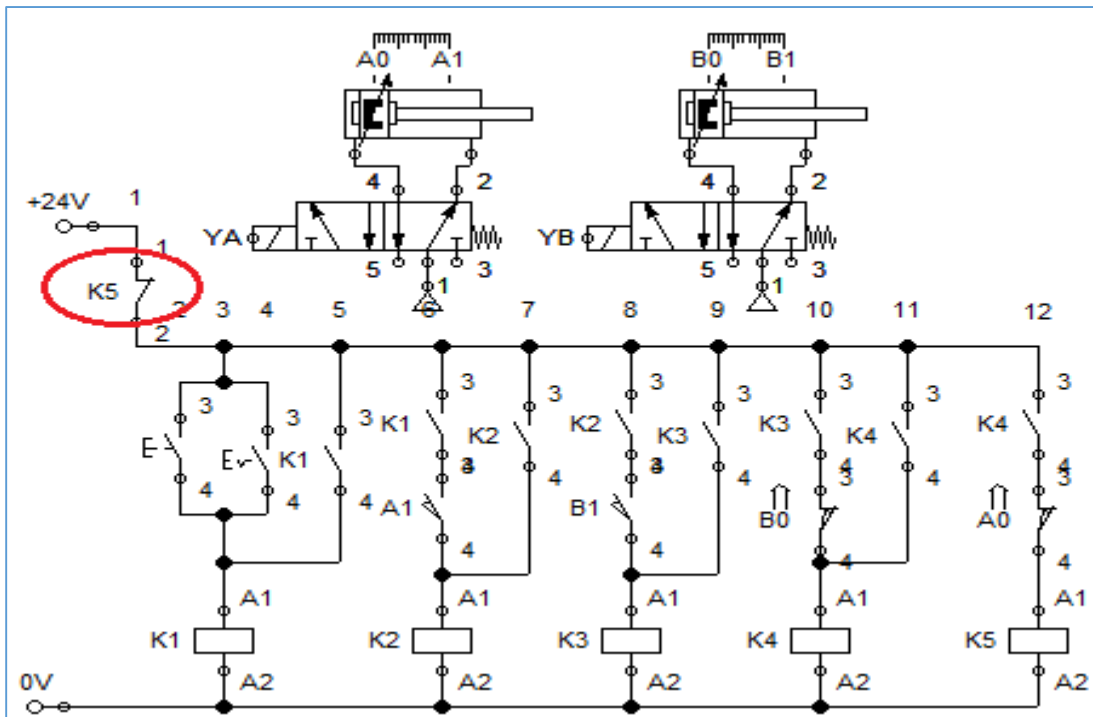 A0 A1 B0 B1
4 2 4 2
+24V 1
YA YB
1 5 3 5 3
K5 1 1
2 2 3 4 5 6 7 8 9 10 11 12
3 3 3 3 3 3 3 3 3 3
E K1 K1 K2 K2 K3 K3 K4 K4
E
4 4 4 4 3 4 4 3 4 4 3 4 4 3
A1 B1 B0 A0
4 4 4 4
A1 A1 A1 A1 A1
K1 K2 K3 K4 K5
0V A2 A2 A2 A2 A2